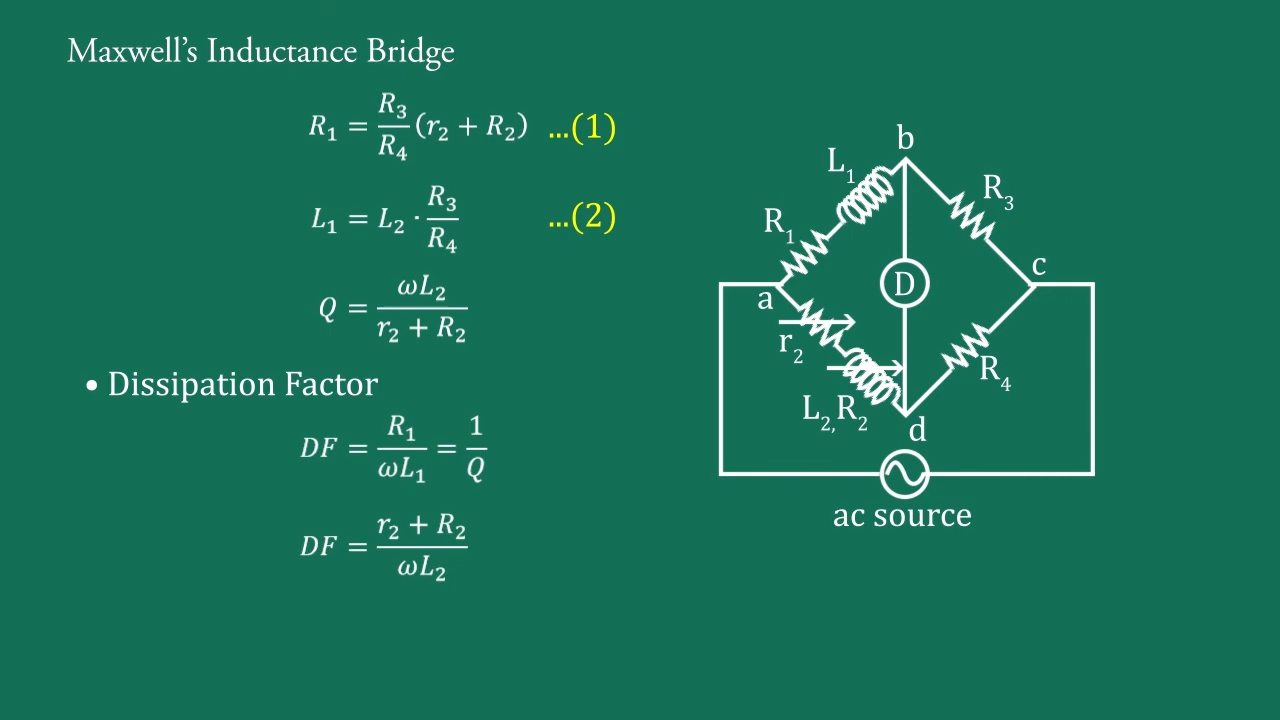 Maxwell’s Inductance Bridge
R₁ = R₃/R₄ (r₂ + R₂) ...(1)
L₁ = L₂ · R₃/R₄ ...(2)
Q = ωL₂/(r₂ + R₂)
• Dissipation Factor
DF = R₁/ωL₁ = 1/Q
DF = (r₂ + R₂)/ωL₂
b
L₁
R₃
R₁
c
D
a
r₂
R₄
L₂,R₂
d
ac source